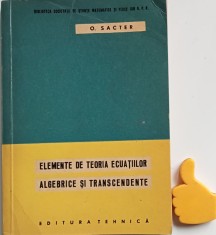 BIBLIOTECA SOCIETĂȚII DE ȘTIINȚE MATEMATICE ȘI FIZICE DIN R.P.R.
O. SACTER
ELEMENTE DE TEORIA ECUAȚIILOR
ALGEBRICE ȘI TRANSCENDENTE
EDITURA TEHNICĂ